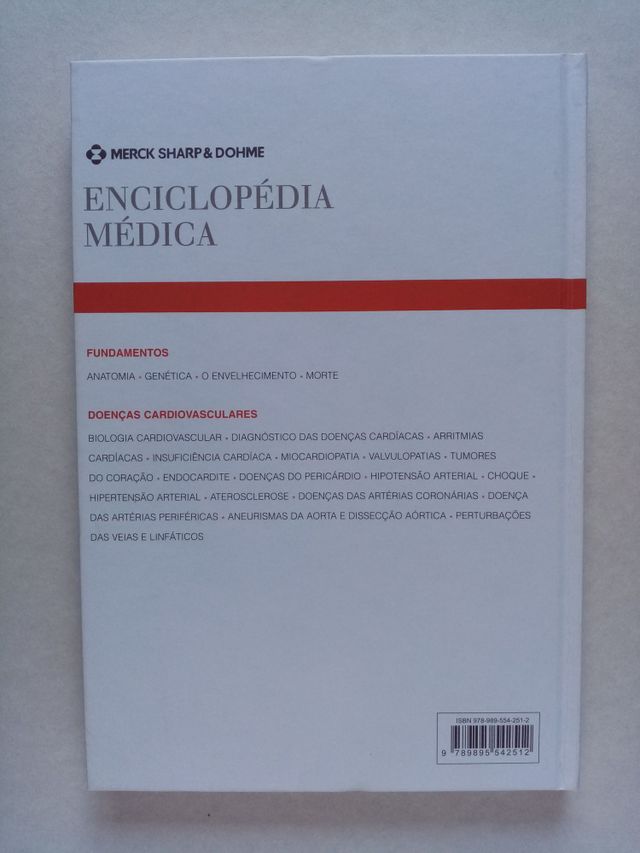 MERCK SHARP & DOHME
ENCICLOPÉDIA
MÉDICA
FUNDAMENTOS
ANATOMIA • GENÉTICA • O ENVELHECIMENTO • MORTE
DOENÇAS CARDIOVASCULARES
BIOLOGIA CARDIOVASCULAR • DIAGNÓSTICO DAS DOENÇAS CARDÍACAS • ARRITMIAS
CARDÍACAS • INSUFICIÊNCIA CARDÍACA • MIOCARDIOPATIA • VALVULOPATIAS • TUMORES
DO CORAÇÃO • ENDOCARDITE • DOENÇAS DO PERICÁRDIO • HIPOTENSÃO ARTERIAL • CHOQUE •
HIPERTENSÃO ARTERIAL • ATEROSCLEROSE • DOENÇAS DAS ARTÉRIAS CORONÁRIAS • DOENÇA
DAS ARTÉRIAS PERIFÉRICAS • ANEURISMAS DA AORTA E DISSECÇÃO AÓRTICA • PERTURBAÇÕES
DAS VEIAS E LINFÁTICOS
ISBN 978-989-554-251-2
9 789895 542512